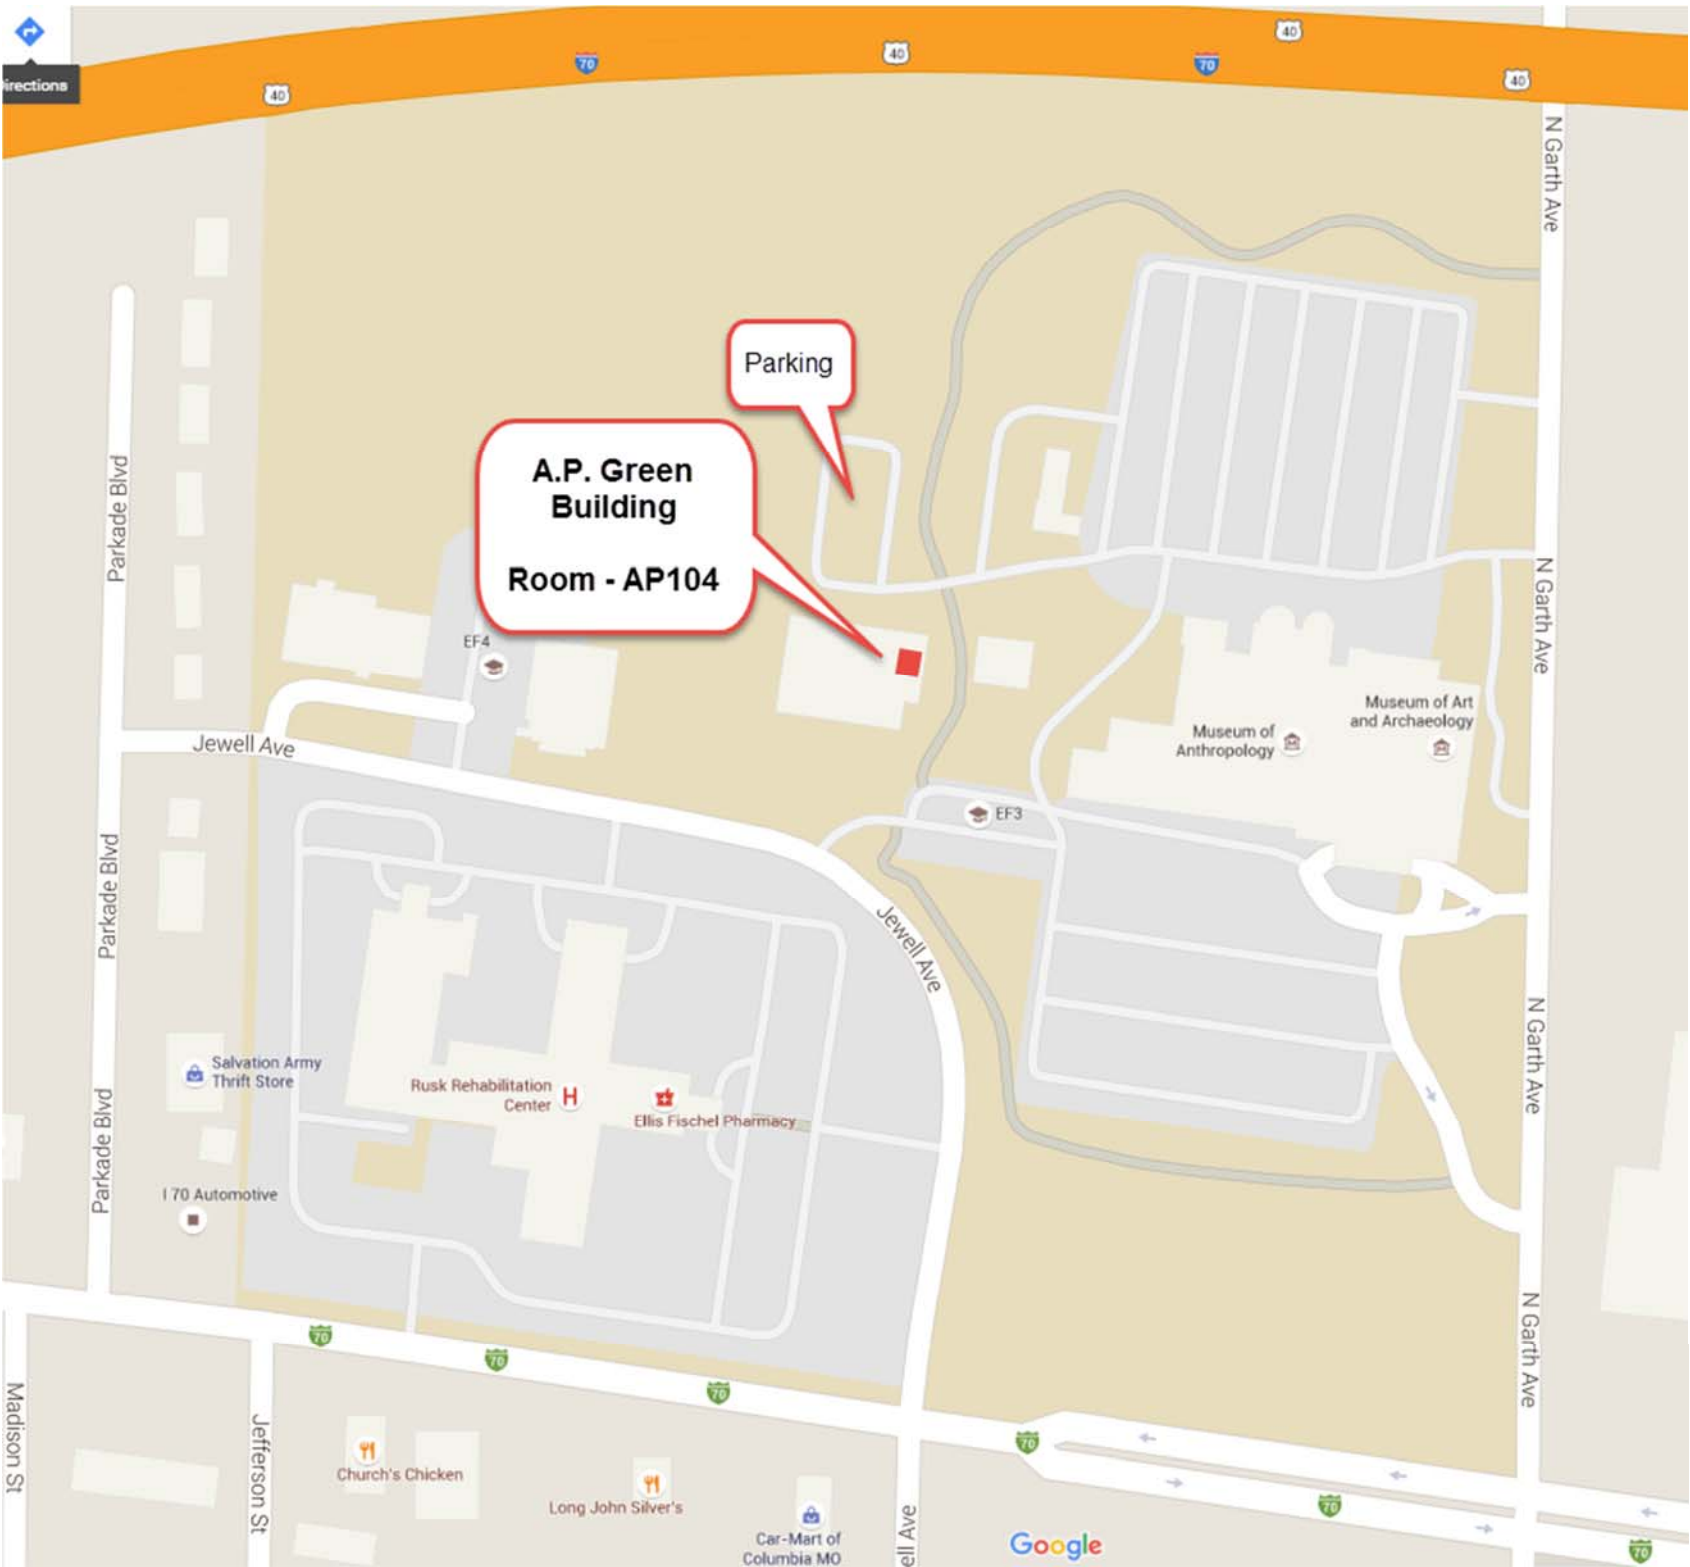 40
70
40
70
40
40
irections
N Garth Ave
Parking
A.P. Green
Building
Room - AP104
Parkade Blvd
N Garth Ave
EF4
Museum of Art
and Archaeology
Museum of
Anthropology
Jewell Ave
EF3
Parkade Blvd
Jewell Ave
N Garth Ave
Salvation Army
Thrift Store
Rusk Rehabilitation
Center
H
Ellis Fischel Pharmacy
Parkade Blvd
I 70 Automotive
N Garth Ave
70
70
70
70
70
70
Madison St
Jefferson St
Church's Chicken
Long John Silver's
Car-Mart of
Columbia MO
ell Ave
Google